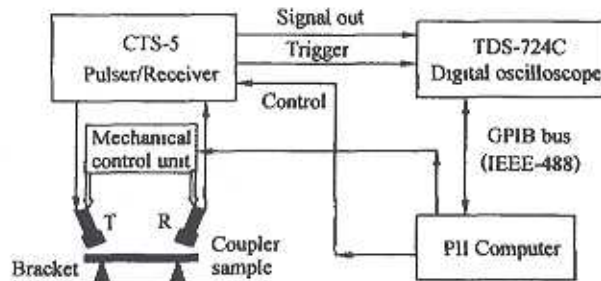 Signal out
CTS-5
Pulser/Receiver
Trigger
TDS-724C
Digital oscilloscope
Control
Mechanical
control unit
GPIB bus
(IEEE-488)
T
R
Coupler
sample
Bracket
PII Computer